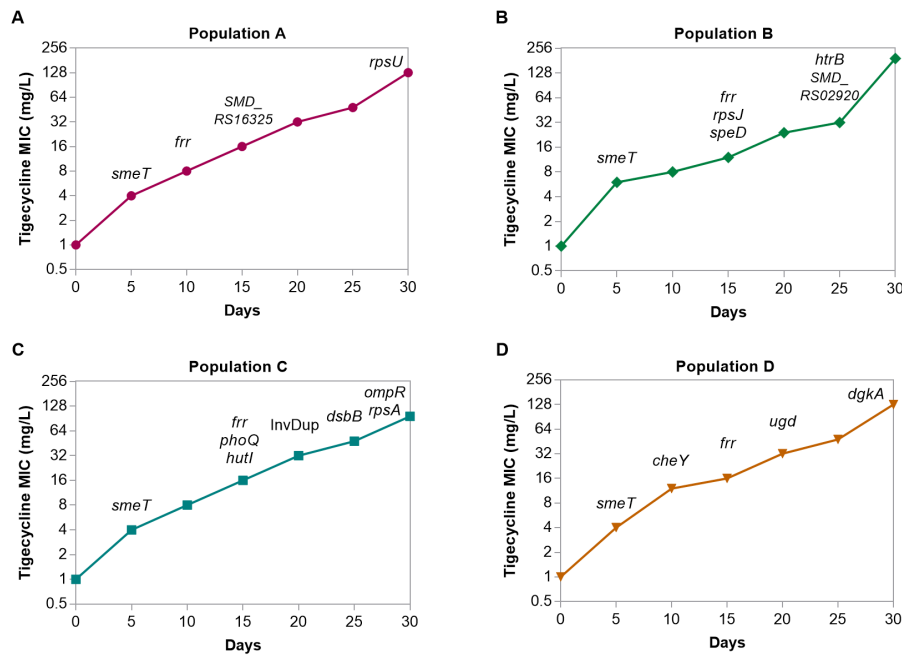 A
Population A
Tigecycline MIC (mg/L)
256
128
64
32
16
8
4
2
1
0.5
smeT
frr
SMD_
RS16325
rpsU
0 5 10 15 20 25 30
Days
B
Population B
Tigecycline MIC (mg/L)
256
128
64
32
16
8
4
2
1
0.5
smeT
frr
rpsJ
speD
htrB
SMD_
RS02920
0 5 10 15 20 25 30
Days
C
Population C
Tigecycline MIC (mg/L)
256
128
64
32
16
8
4
2
1
0.5
smeT
frr
phoQ
hutI
InvDup
dsbB
ompR
rpsA
0 5 10 15 20 25 30
Days
D
Population D
Tigecycline MIC (mg/L)
256
128
64
32
16
8
4
2
1
0.5
smeT
cheY
frr
ugd
dgkA
0 5 10 15 20 25 30
Days